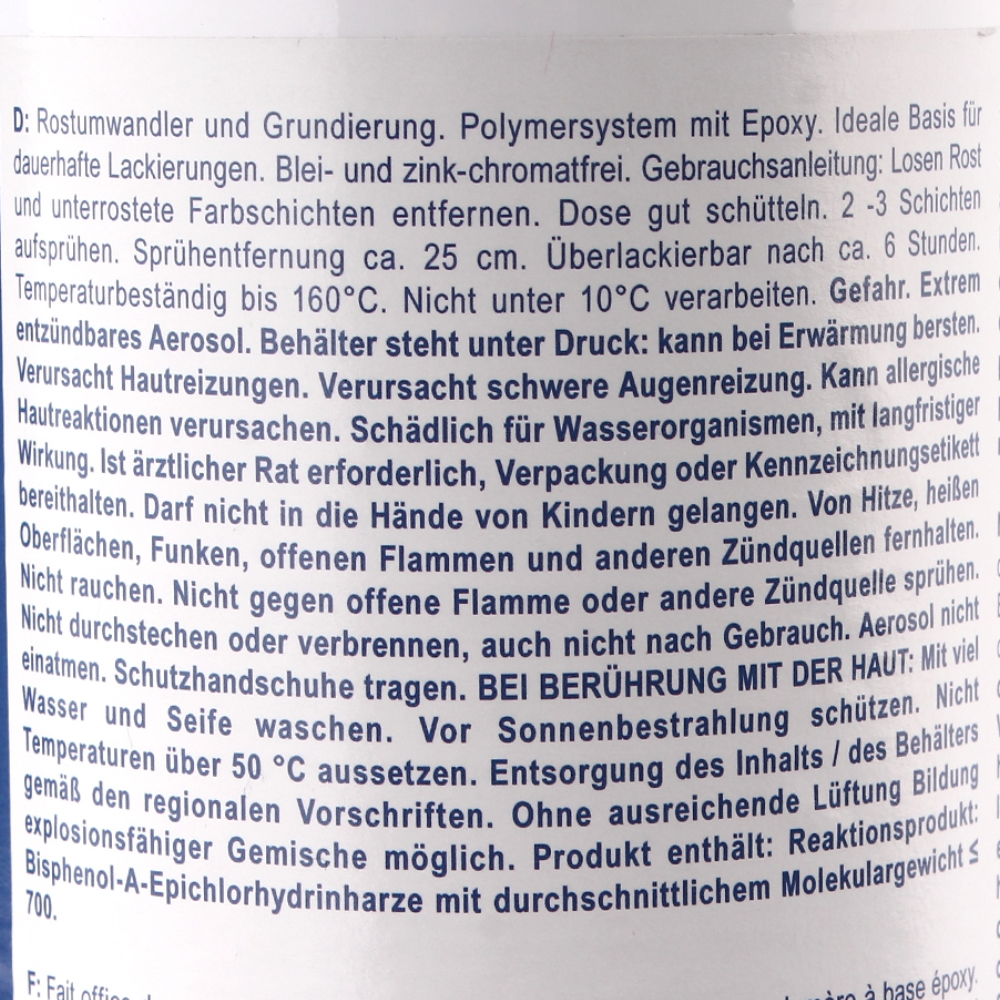 D: Rostumwandler und Grundierung. Polymersystem mit Epoxy. Ideale Basis für
dauerhafte Lackierungen. Blei- und zink-chromatfrei. Gebrauchsanleitung: Losen Rost
und unterrostete Farbschichten entfernen. Dose gut schütteln. 2 -3 Schichten
aufsprühen. Sprühentfernung ca. 25 cm. Überlackierbar nach ca. 6 Stunden.
Temperaturbeständig bis 160°C. Nicht unter 10°C verarbeiten. Gefahr. Extrem
entzündbares Aerosol. Behälter steht unter Druck: kann bei Erwärmung bersten.
Verursacht Hautreizungen. Verursacht schwere Augenreizung. Kann allergische
Hautreaktionen verursachen. Schädlich für Wasserorganismen, mit langfristiger
Wirkung. Ist ärztlicher Rat erforderlich, Verpackung oder Kennzeichnungsetikett
bereithalten. Darf nicht in die Hände von Kindern gelangen. Von Hitze, heißen
Oberflächen, Funken, offenen Flammen und anderen Zündquellen fernhalten.
Nicht rauchen. Nicht gegen offene Flamme oder andere Zündquelle sprühen.
Nicht durchstechen oder verbrennen, auch nicht nach Gebrauch. Aerosol nicht
einatmen. Schutzhandschuhe tragen. BEI BERÜHRUNG MIT DER HAUT: Mit viel
Wasser und Seife waschen. Vor Sonnenbestrahlung schützen. Nicht
Temperaturen über 50 °C aussetzen. Entsorgung des Inhalts / des Behälters
gemäß den regionalen Vorschriften. Ohne ausreichende Lüftung Bildung
explosionsfähiger Gemische möglich. Produkt enthält: Reaktionsprodukt:
Bisphenol-A-Epichlorhydrinharze mit durchschnittlichem Molekulargewicht ≤
700.
F: Fait à base époxy.